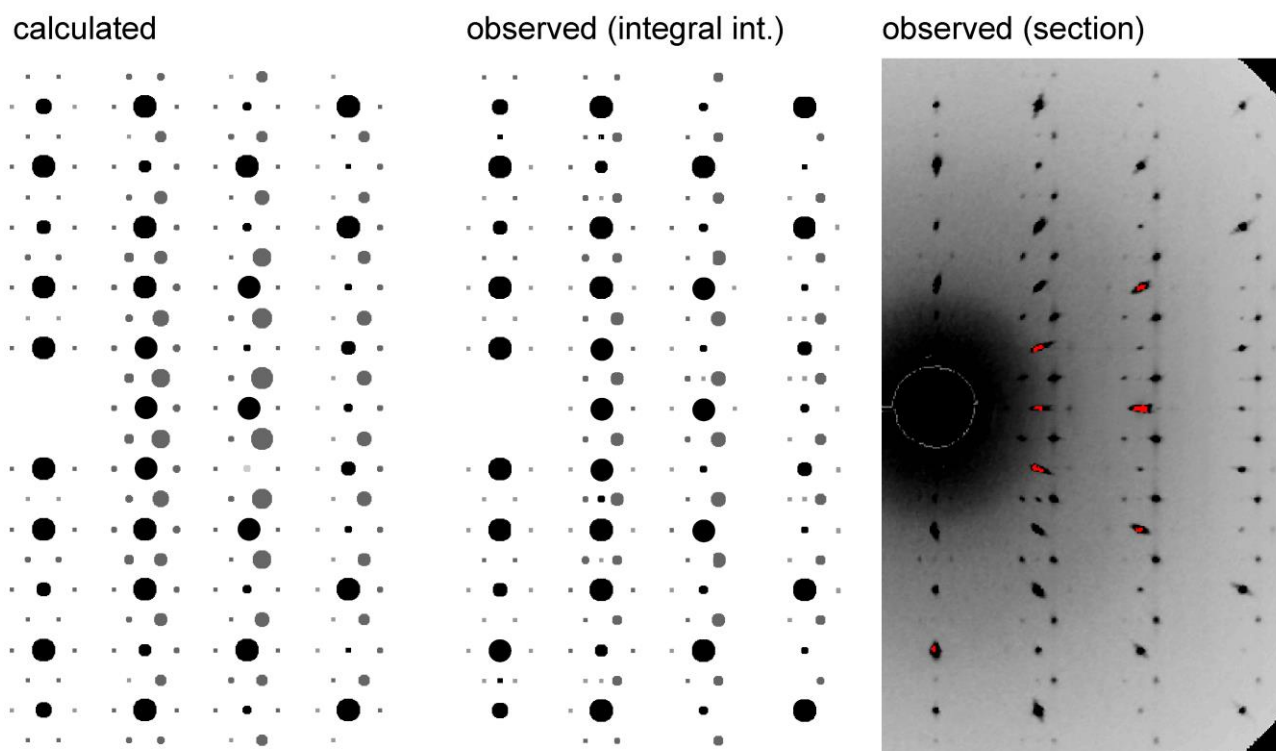 calculated
observed (integral int.)
observed (section)